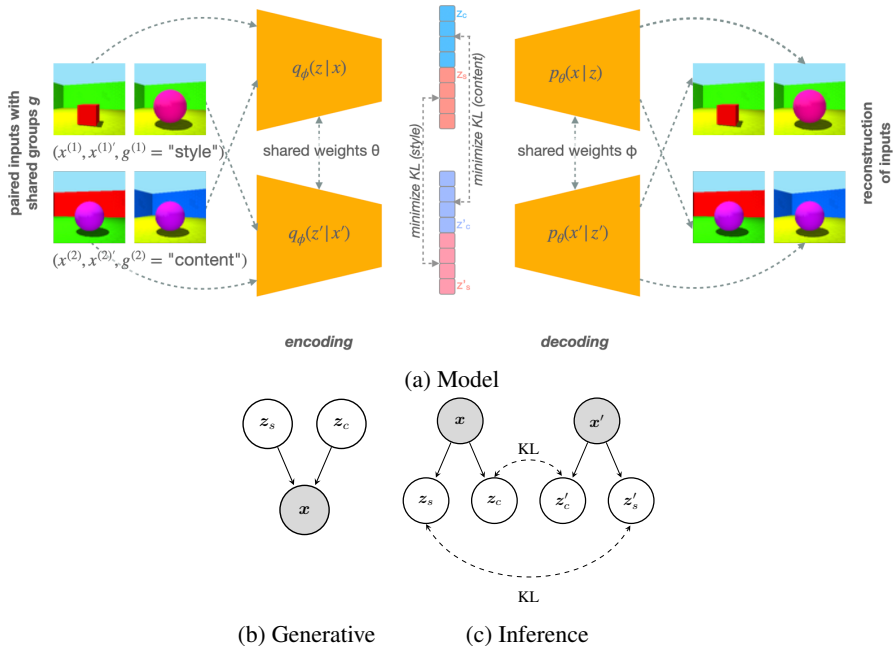 paired inputs with
shared groups g
(x^{(1)}, x^{(1)'}, g^{(1)} = "style")
(x^{(2)}, x^{(2)'}, g^{(2)} = "content")
q_ϕ(z|x)
shared weights θ
q_ϕ(z'|x')
encoding
z_c
z_s
z'_c
z'_s
minimize KL (style)
minimize KL (content)
p_θ(x|z)
shared weights ϕ
p_θ(x'|z')
decoding
reconstruction
of inputs
(a) Model
z_s
z_c
x
(b) Generative
x
x'
KL
z_s
z_c
z'_c
z'_s
KL
(c) Inference